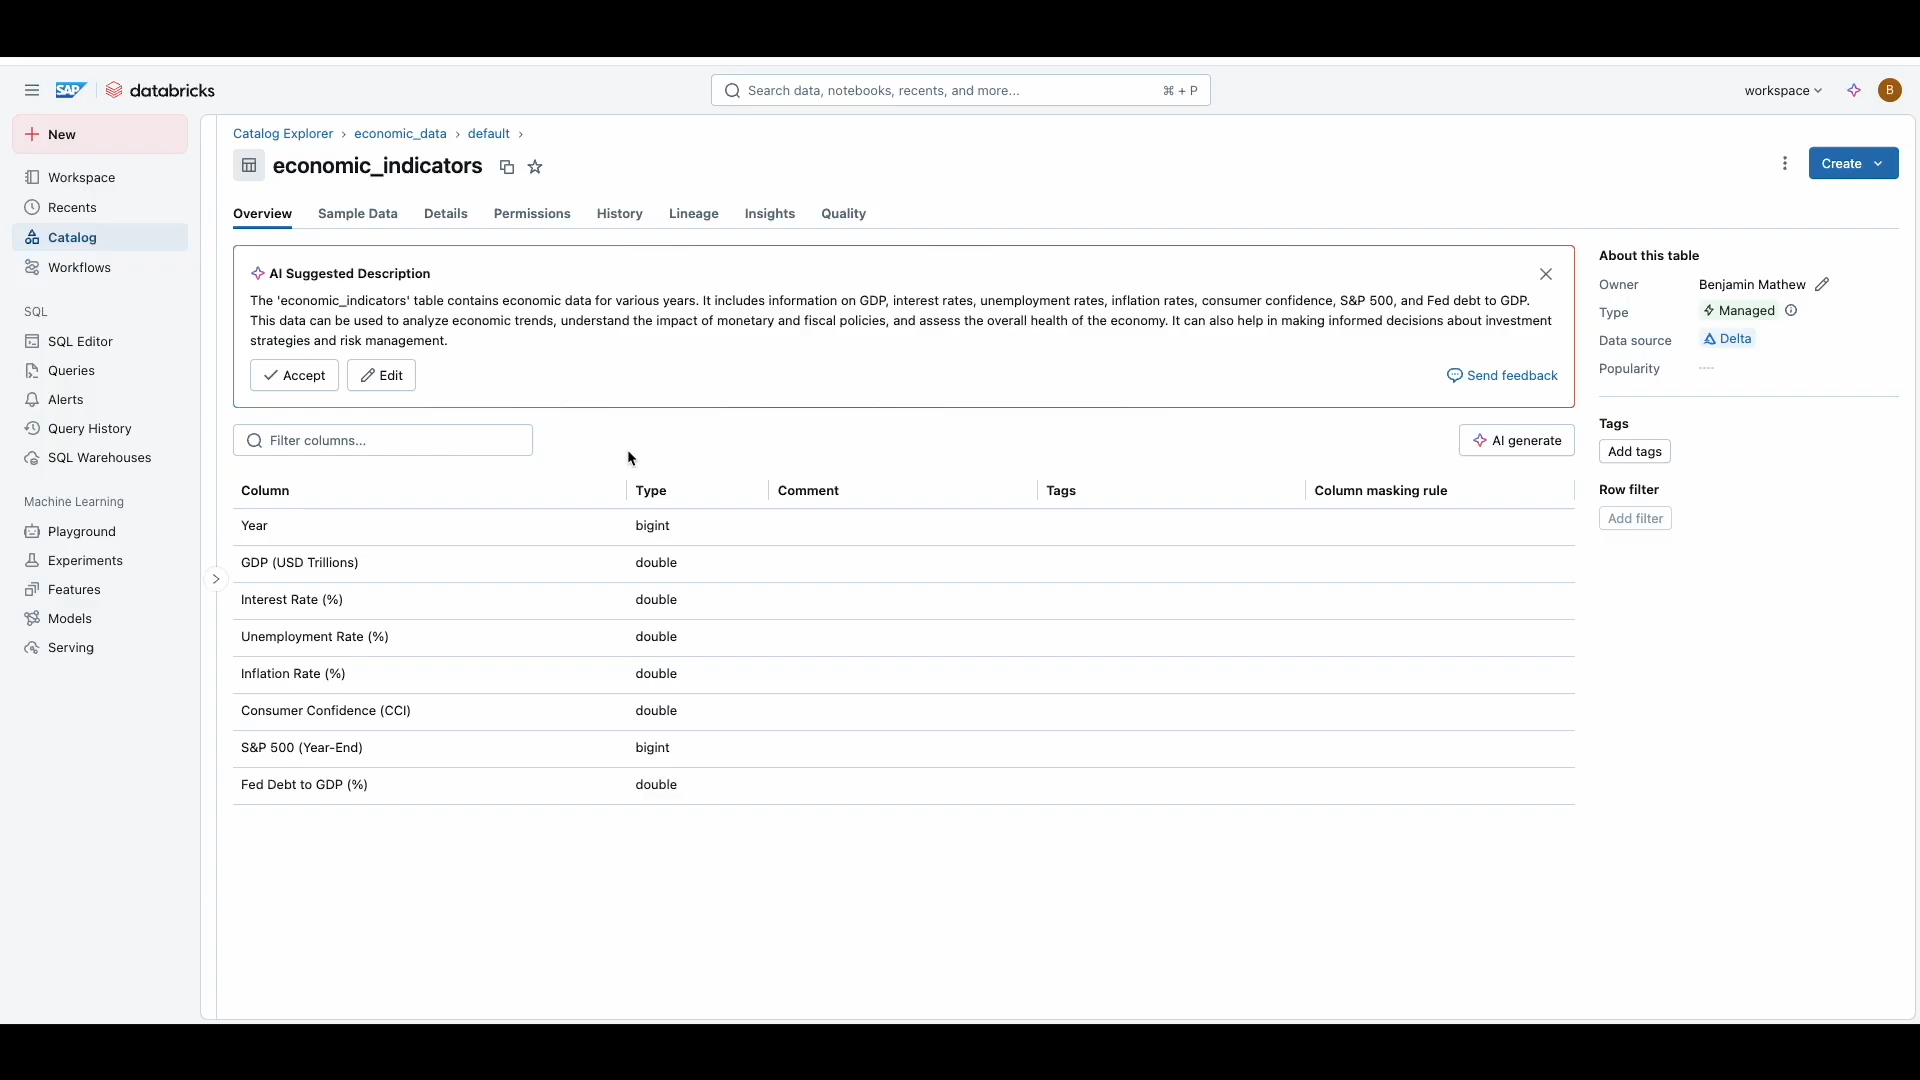 SAP databricks
Search data, notebooks, recents, and more... ⌘ + P
workspace
B
New
Workspace
Recents
Catalog
Workflows
SQL
SQL Editor
Queries
Alerts
Query History
SQL Warehouses
Machine Learning
Playground
Experiments
Features
Models
Serving
Catalog Explorer › economic_data › default ›
economic_indicators
Create
Overview Sample Data Details Permissions History Lineage Insights Quality
AI Suggested Description
The 'economic_indicators' table contains economic data for various years. It includes information on GDP, interest rates, unemployment rates, inflation rates, consumer confidence, S&P 500, and Fed debt to GDP.
This data can be used to analyze economic trends, understand the impact of monetary and fiscal policies, and assess the overall health of the economy. It can also help in making informed decisions about investment
strategies and risk management.
Accept Edit Send feedback
Filter columns... AI generate
Column Type Comment Tags Column masking rule
Year bigint
GDP (USD Trillions) double
Interest Rate (%) double
Unemployment Rate (%) double
Inflation Rate (%) double
Consumer Confidence (CCI) double
S&P 500 (Year-End) bigint
Fed Debt to GDP (%) double
About this table
Owner Benjamin Mathew
Type Managed
Data source Delta
Popularity
Tags
Add tags
Row filter
Add filter